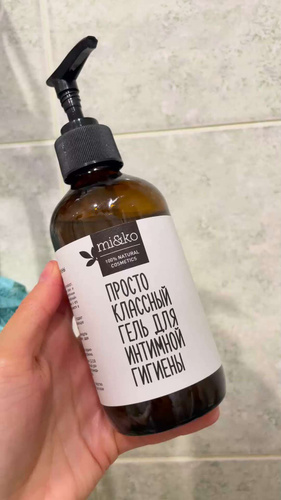 mi&ko
100% NATURAL
COSMETICS
ПРОСТО
КЛАССНЫЙ
ГЕЛЬ ДЛЯ
ИНТИМНОЙ
ГИГИЕНЫ